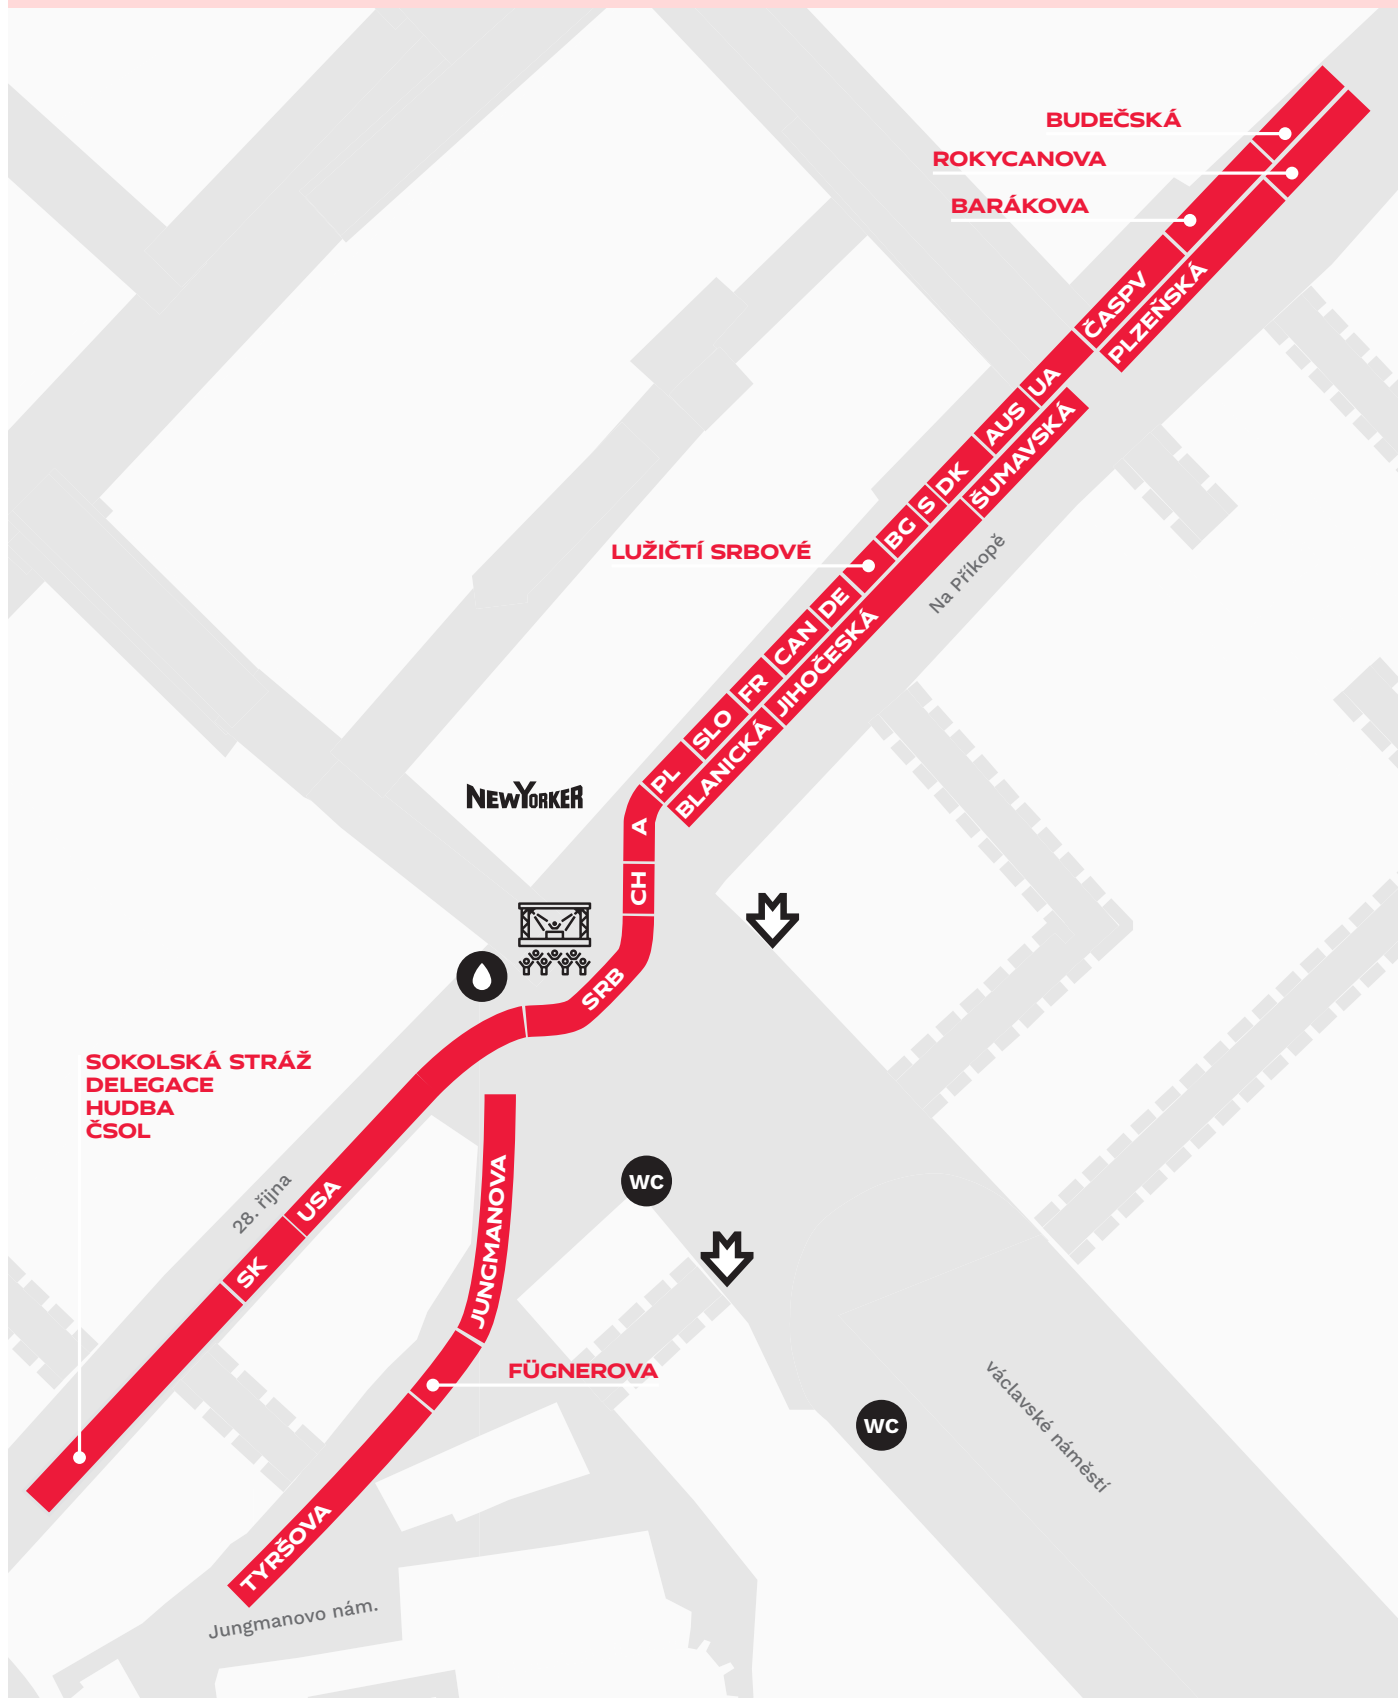 BUDEČSKÁ
ROKYCANOVA
BARÁKOVA
ČASPV
PLZEŇSKÁ
UA
AUS
ŠUMAVSKÁ
DK
S
BG
LUŽIČTÍ SRBOVÉ
Na Příkopě
DE
CAN
JIHOČESKÁ
FR
SLO
BLANICKÁ
PL
NEWYORKER
A
CH
M
SRB
SOKOLSKÁ STRÁŽ
DELEGACE
HUDBA
ČSOL
WC
28. října
USA
JUNGMANOVA
M
SK
FÜGNEROVA
WC
václavské náměstí
TYRŠOVA
Jungmanovo nám.